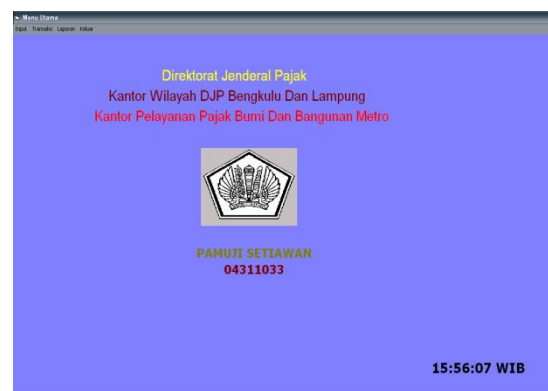 Menu Utama
Input Transaksi Laporan Keluar
Direktorat Jenderal Pajak
Kantor Wilayah DJP Bengkulu Dan Lampung
Kantor Pelayanan Pajak Bumi Dan Bangunan Metro
PAMUJI SETIAWAN
04311033
15:56:07 WIB